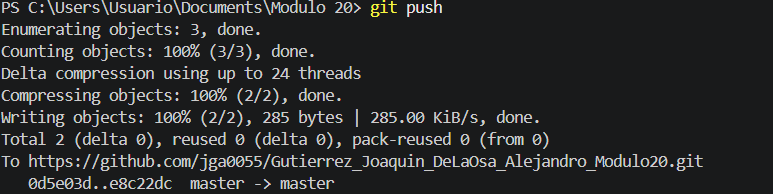 PS C:\Users\Usuario\Documents\Modulo 20> git push
Enumerating objects: 3, done.
Counting objects: 100% (3/3), done.
Delta compression using up to 24 threads
Compressing objects: 100% (2/2), done.
Writing objects: 100% (2/2), 285 bytes | 285.00 KiB/s, done.
Total 2 (delta 0), reused 0 (delta 0), pack-reused 0 (from 0)
To https://github.com/jga0055/Gutierrez_Joaquin_DeLaOsa_Alejandro_Modulo20.git
   0d5e03d..e8c22dc  master -> master